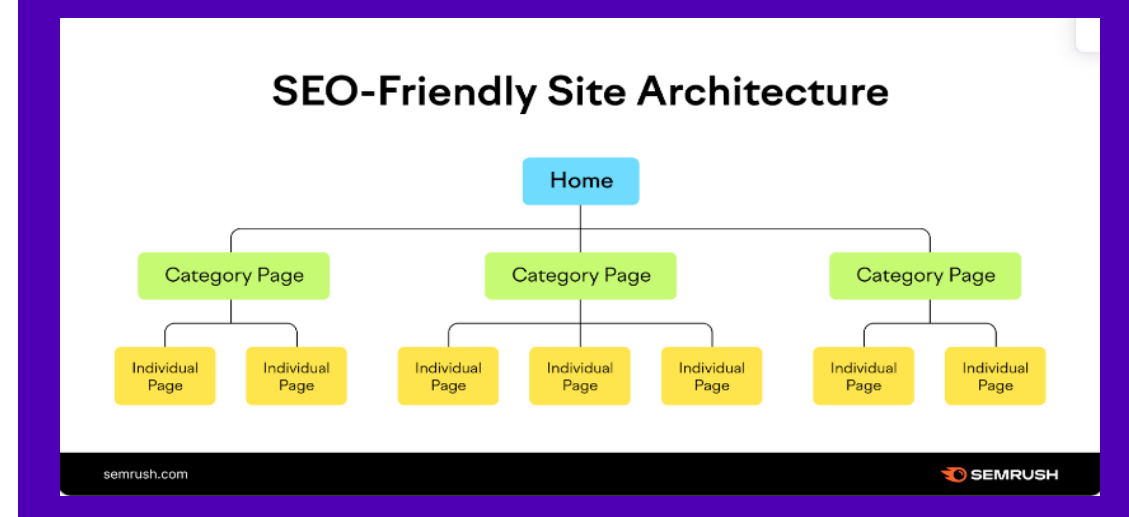 SEO-Friendly Site Architecture
Home
Category Page
Category Page
Category Page
Individual
Page
Individual
Page
Individual
Page
Individual
Page
Individual
Page
Individual
Page
Individual
Page
semrush.com
SEMRUSH